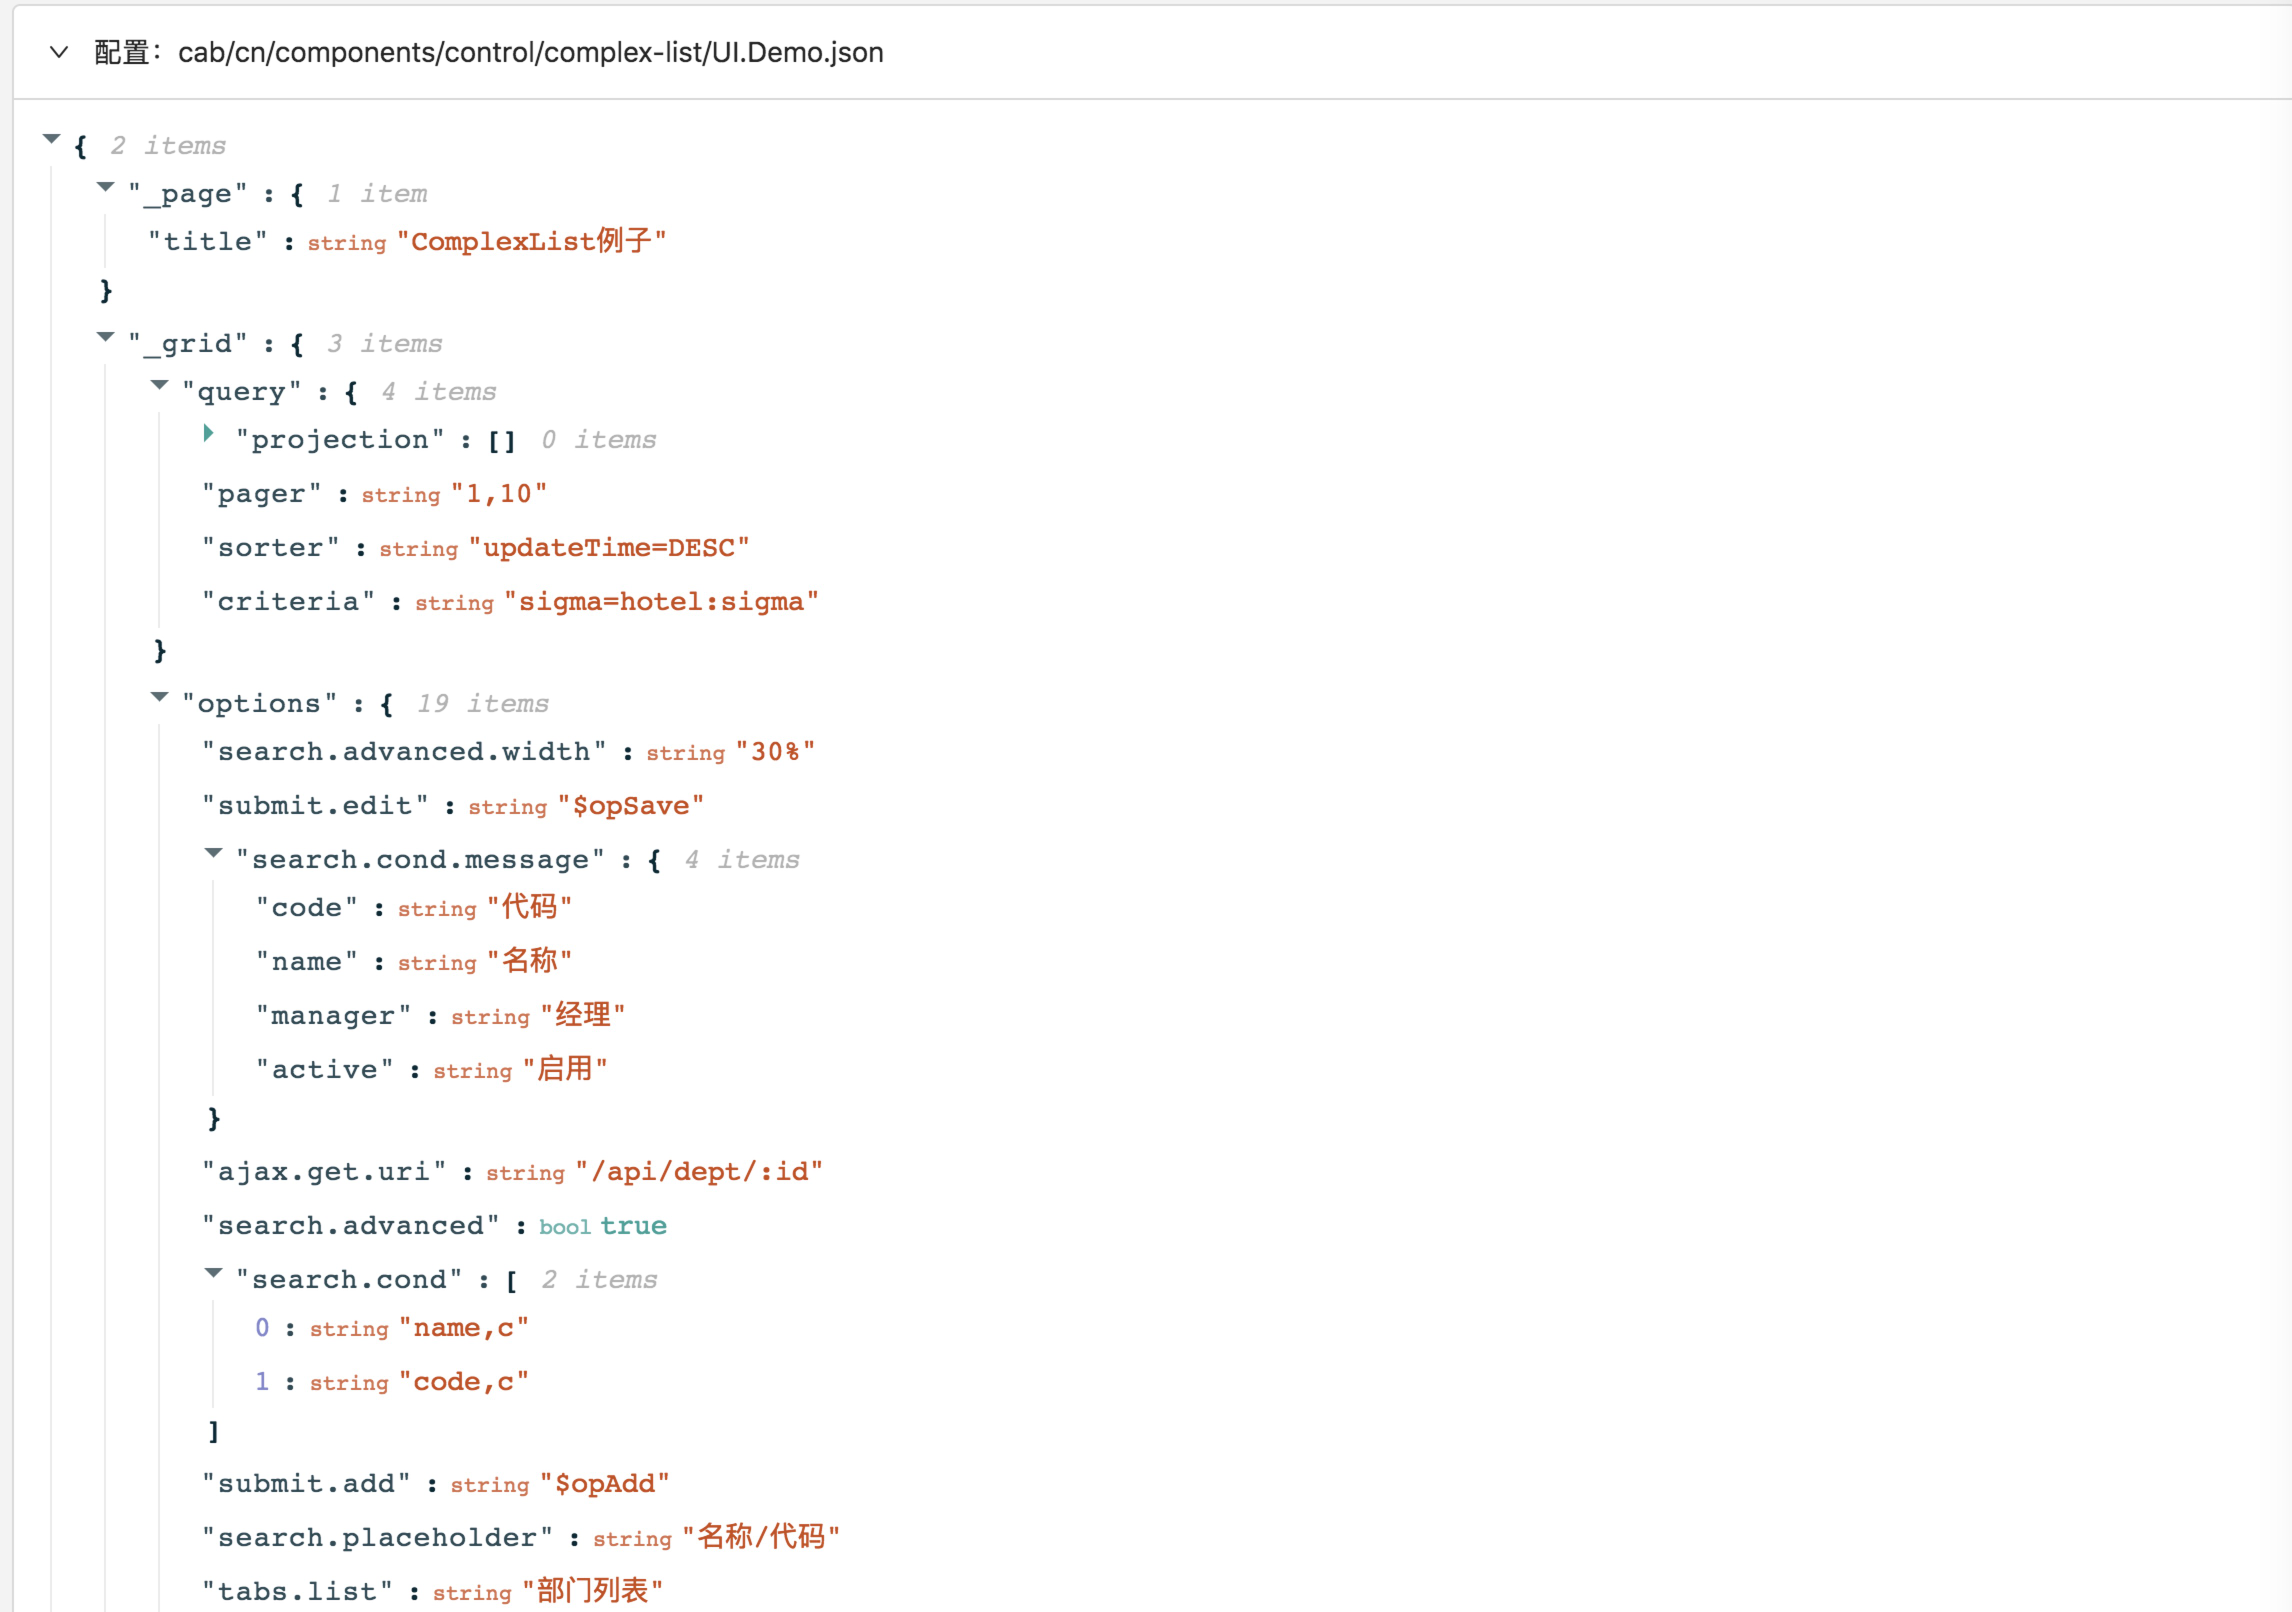 配置：cab/cn/components/control/complex-list/UI.Demo.json
{ 2 items
"_page" : { 1 item
"title" : string "ComplexList例子"
}
"_grid" : { 3 items
"query" : { 4 items
"projection" : [] 0 items
"pager" : string "1,10"
"sorter" : string "updateTime=DESC"
"criteria" : string "sigma=hotel:sigma"
}
"options" : { 19 items
"search.advanced.width" : string "30%"
"submit.edit" : string "$opSave"
"search.cond.message" : { 4 items
"code" : string "代码"
"name" : string "名称"
"manager" : string "经理"
"active" : string "启用"
}
"ajax.get.uri" : string "/api/dept/:id"
"search.advanced" : bool true
"search.cond" : [ 2 items
0 : string "name,c"
1 : string "code,c"
]
"submit.add" : string "$opAdd"
"search.placeholder" : string "名称/代码"
"tabs.list" : string "部门列表"